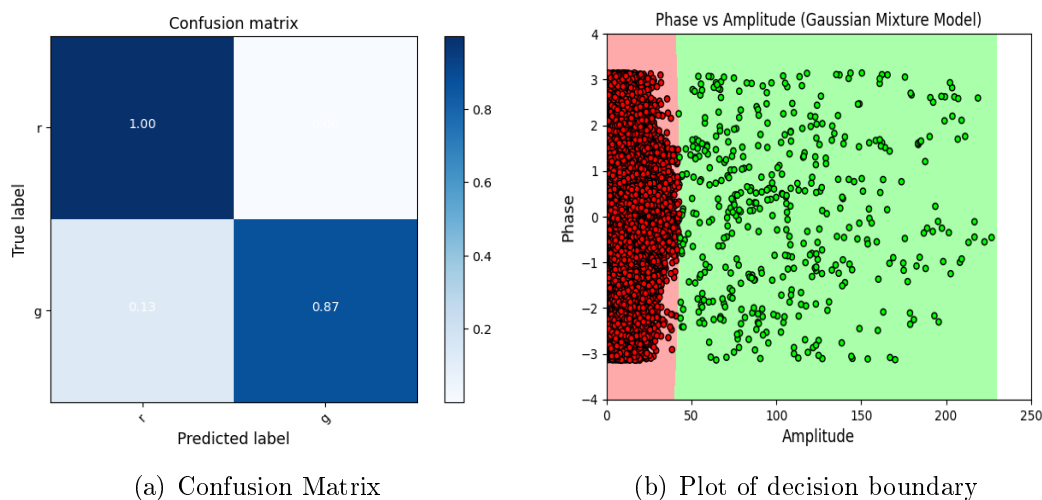 Confusion matrix
r
g
True label
1.00
0.00
0.13
0.87
r
g
Predicted label
0.8
0.6
0.4
0.2
Phase vs Amplitude (Gaussian Mixture Model)
4
3
2
1
0
−1
−2
−3
−4
Phase
0
50
100
150
200
250
Amplitude
(a) Confusion Matrix
(b) Plot of decision boundary